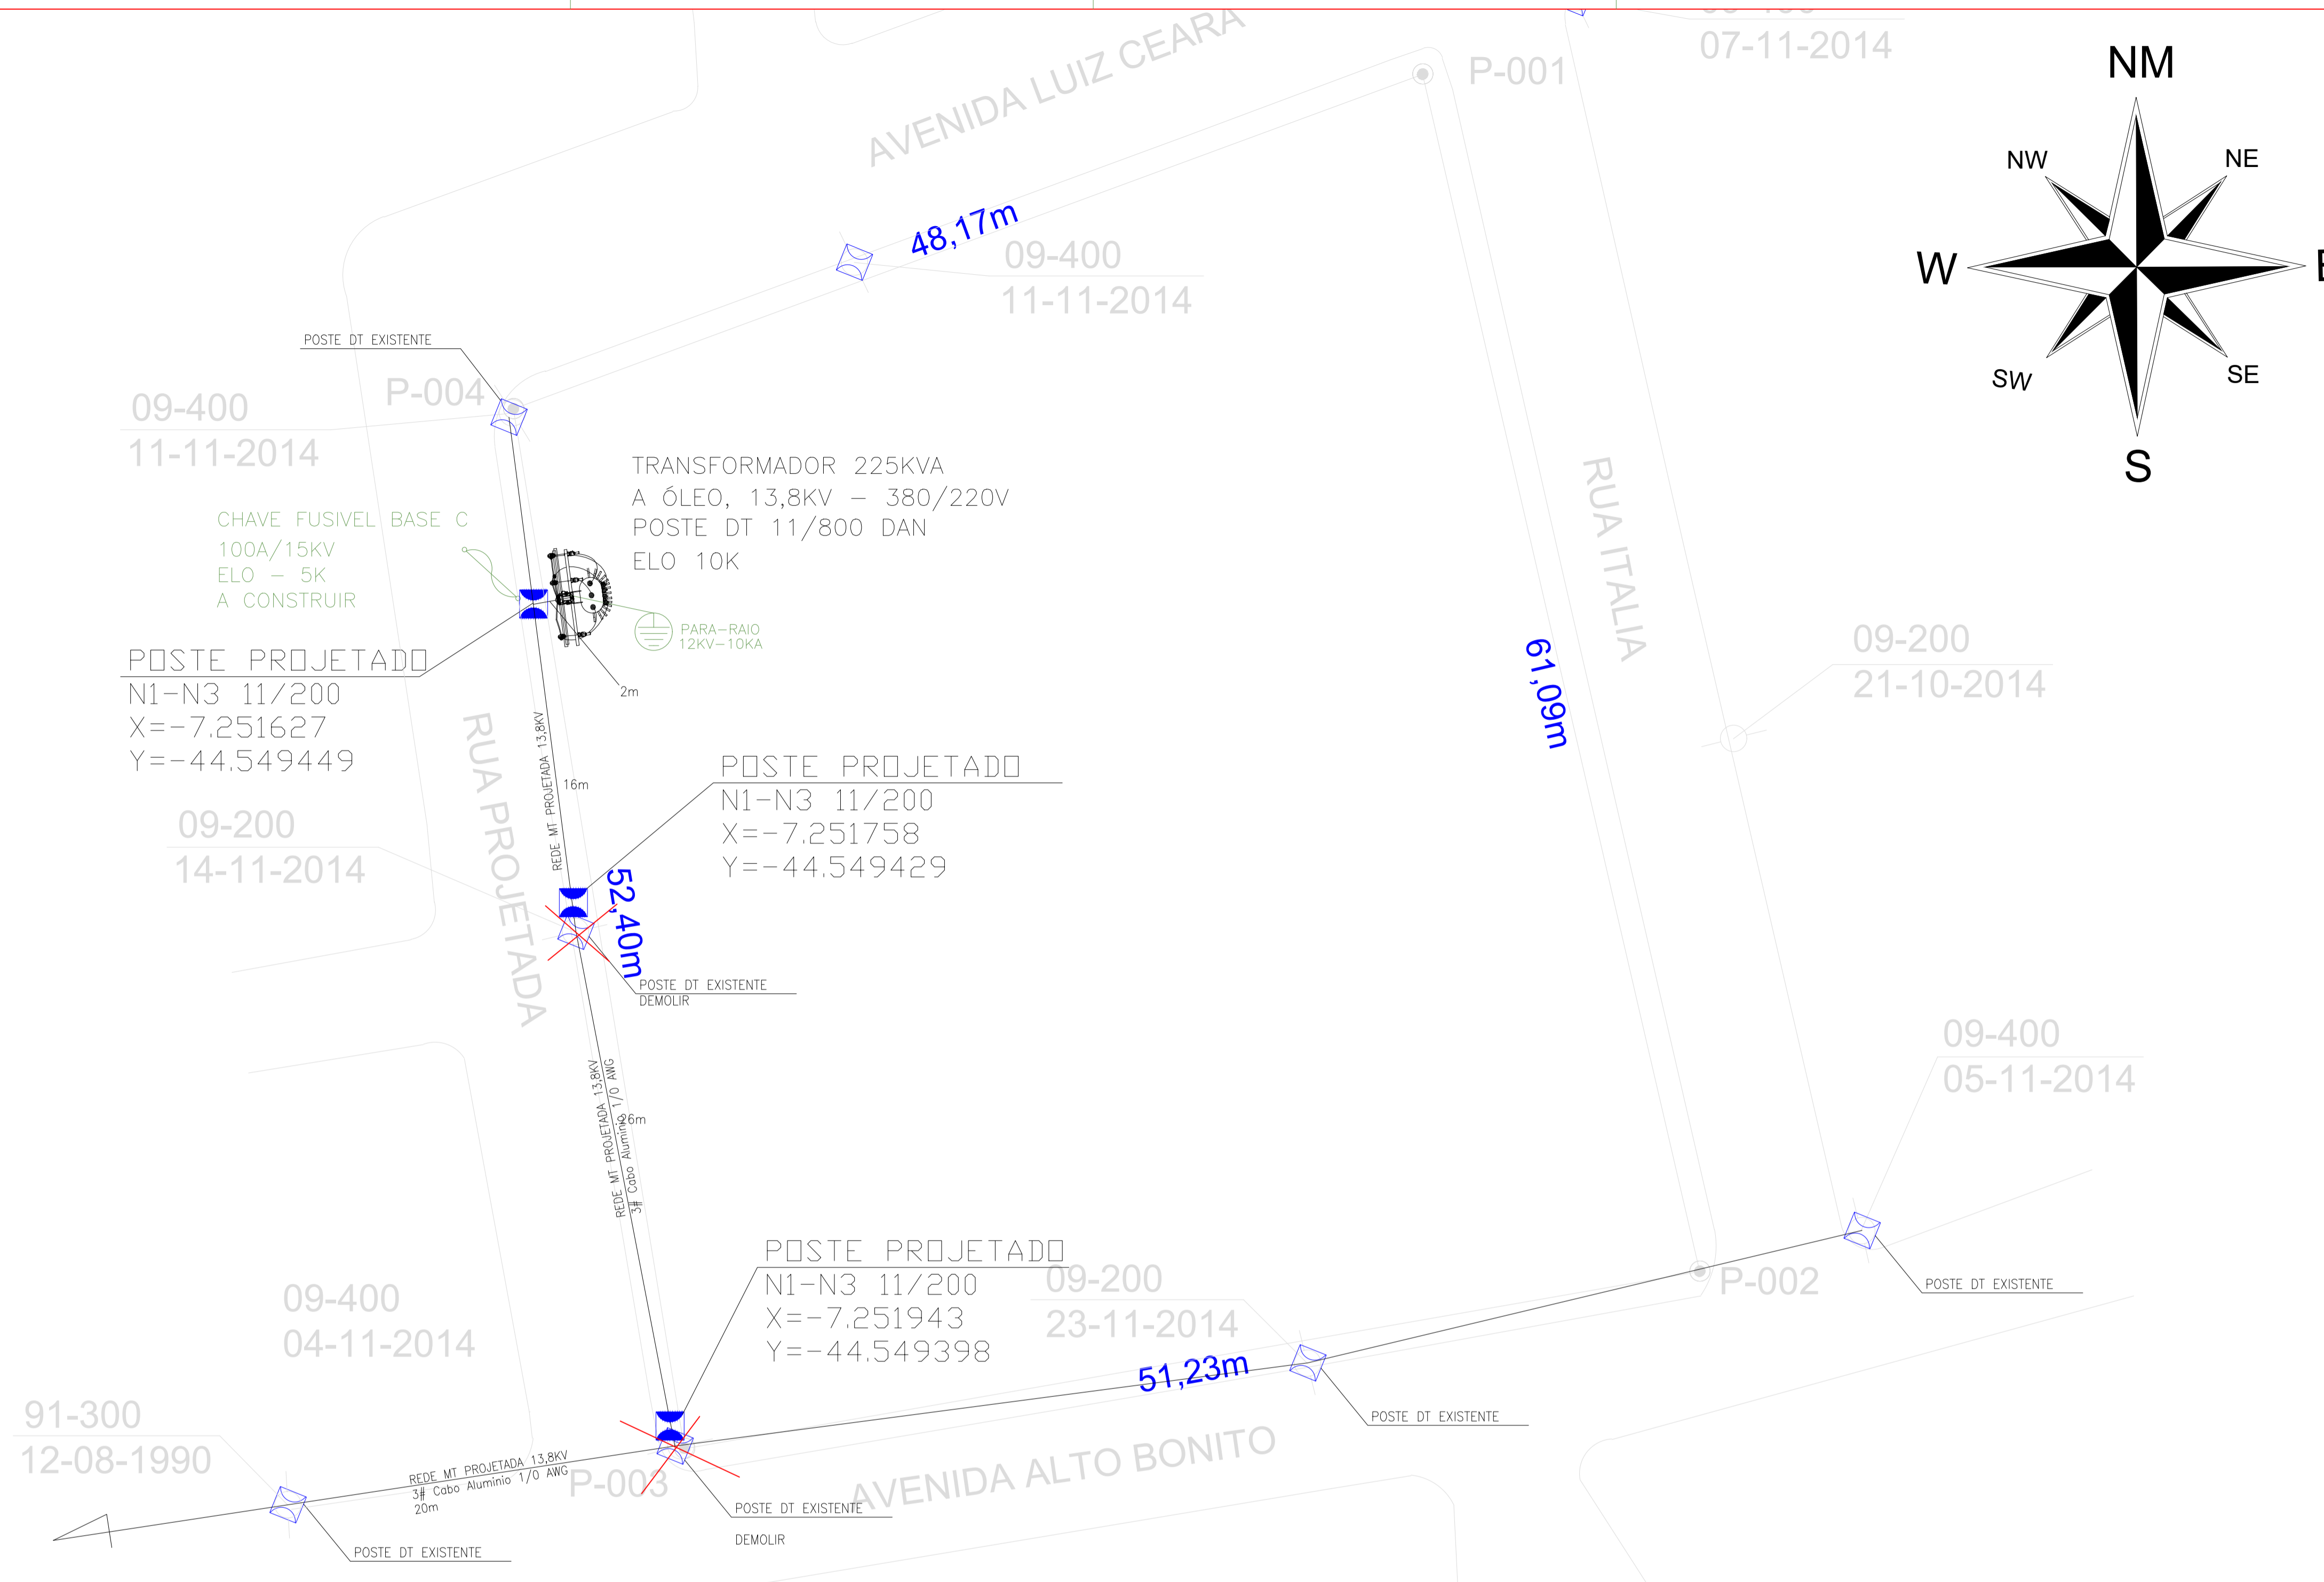 07-11-2014
AVENIDA LUIZ CEARA
P-001
NM
NW
NE
W
SW
SE
S
48,17m
09-400
11-11-2014
POSTE DT EXISTENTE
P-004
09-400
11-11-2014
TRANSFORMADOR 225KVA
A ÓLEO, 13,8KV - 380/220V
POSTE DT 11/800 DAN
ELO 10K
CHAVE FUSIVEL BASE C
100A/15KV
ELO - 5K
A CONSTRUIR
PARA-RAIO
12KV-10KA
2m
POSTE PROJETADO
N1-N3 11/200
X=-7.251627
Y=-44.549449
RUA ITALIA
61,09m
09-200
21-10-2014
REDE MT PROJETADA 13,8KV
16m
RUA PROJETADA
POSTE PROJETADO
N1-N3 11/200
X=-7.251758
Y=-44.549429
09-200
14-11-2014
52,40m
POSTE DT EXISTENTE
DEMOLIR
09-400
05-11-2014
REDE MT PROJETADA 13,8KV
3# Cabo Aluminio 1/0 AWG
26m
POSTE PROJETADO
N1-N3 11/200
X=-7.251943
Y=-44.549398
09-200
23-11-2014
P-002
POSTE DT EXISTENTE
09-400
04-11-2014
51,23m
POSTE DT EXISTENTE
91-300
12-08-1990
REDE MT PROJETADA 13,8KV
3# Cabo Aluminio 1/0 AWG
20m
P-003
AVENIDA ALTO BONITO
POSTE DT EXISTENTE
DEMOLIR
POSTE DT EXISTENTE